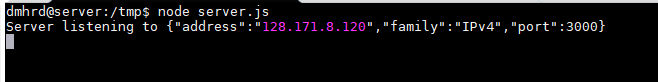 dmhrd@server:/tmp$ node server.js
Server listening to {"address":"128.171.8.120","family":"IPv4","port":3000}